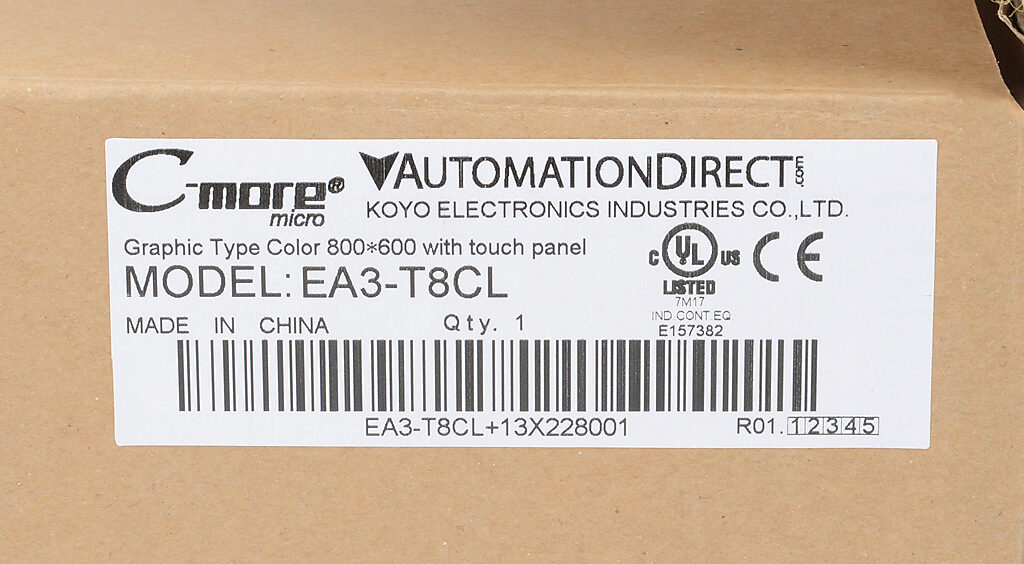 C-more®
micro
AUTOMATIONDIRECT
KOYO ELECTRONICS INDUSTRIES CO.,LTD.
Graphic Type Color 800*600 with touch panel
MODEL: EA3-T8CL
C UL US CE
LISTED
7M17
IND.CONT.EQ
E157382
MADE IN CHINA Qty. 1
EA3-T8CL+13X228001 R01.12345